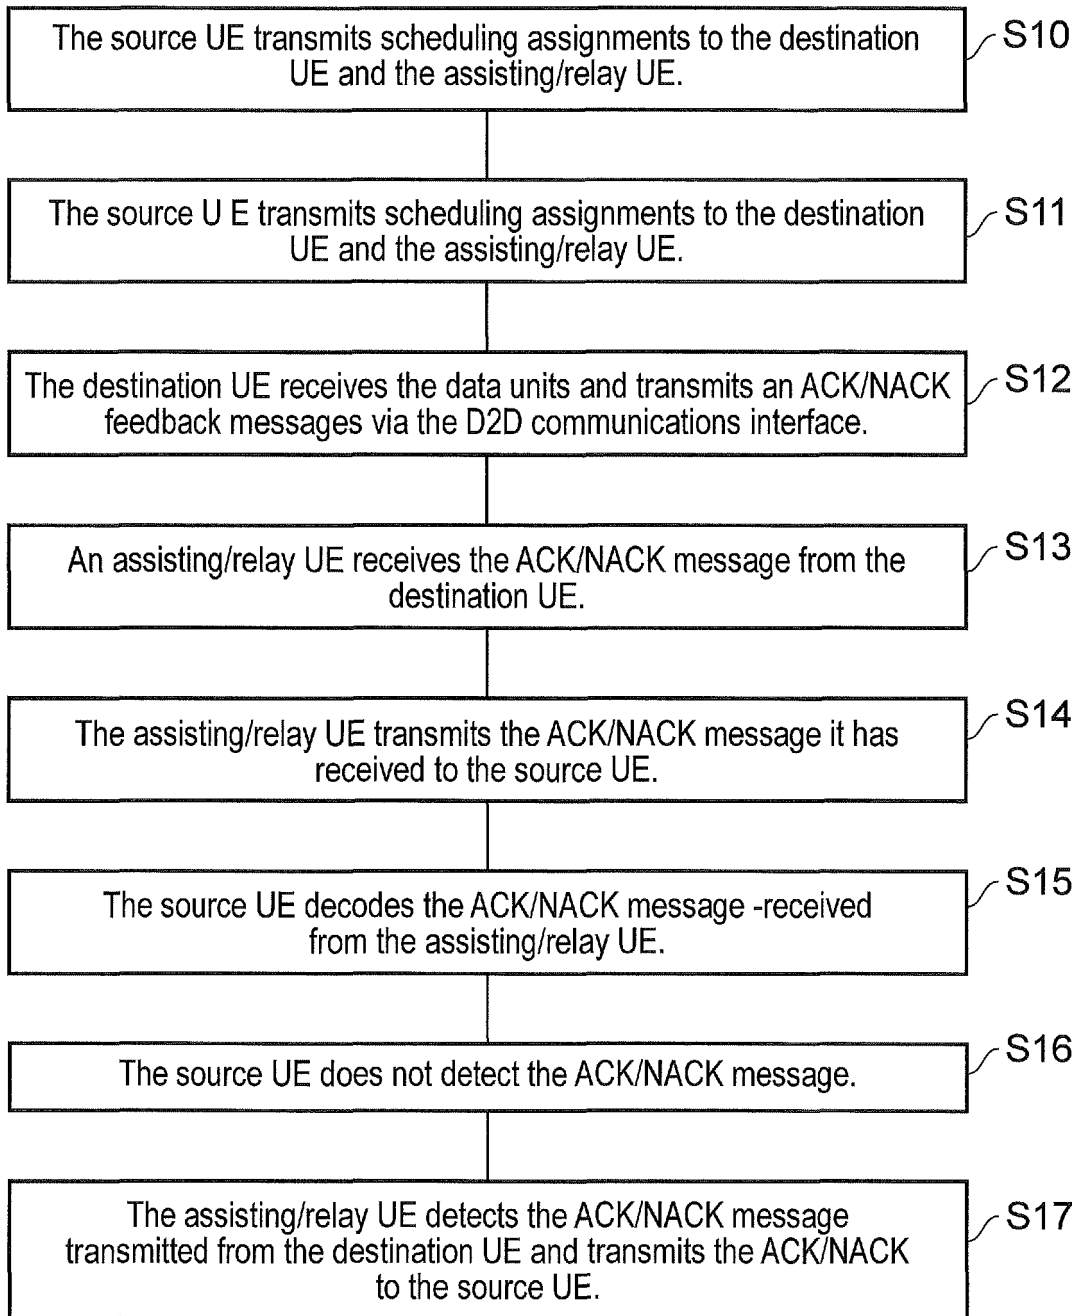 The source UE transmits scheduling assignments to the destination
UE and the assisting/relay UE.
S10
The source U E transmits scheduling assignments to the destination
UE and the assisting/relay UE.
S11
The destination UE receives the data units and transmits an ACK/NACK
feedback messages via the D2D communications interface.
S12
An assisting/relay UE receives the ACK/NACK message from the
destination UE.
S13
The assisting/relay UE transmits the ACK/NACK message it has
received to the source UE.
S14
The source UE decodes the ACK/NACK message -received
from the assisting/relay UE.
S15
The source UE does not detect the ACK/NACK message.
S16
The assisting/relay UE detects the ACK/NACK message
transmitted from the destination UE and transmits the ACK/NACK
to the source UE.
S17